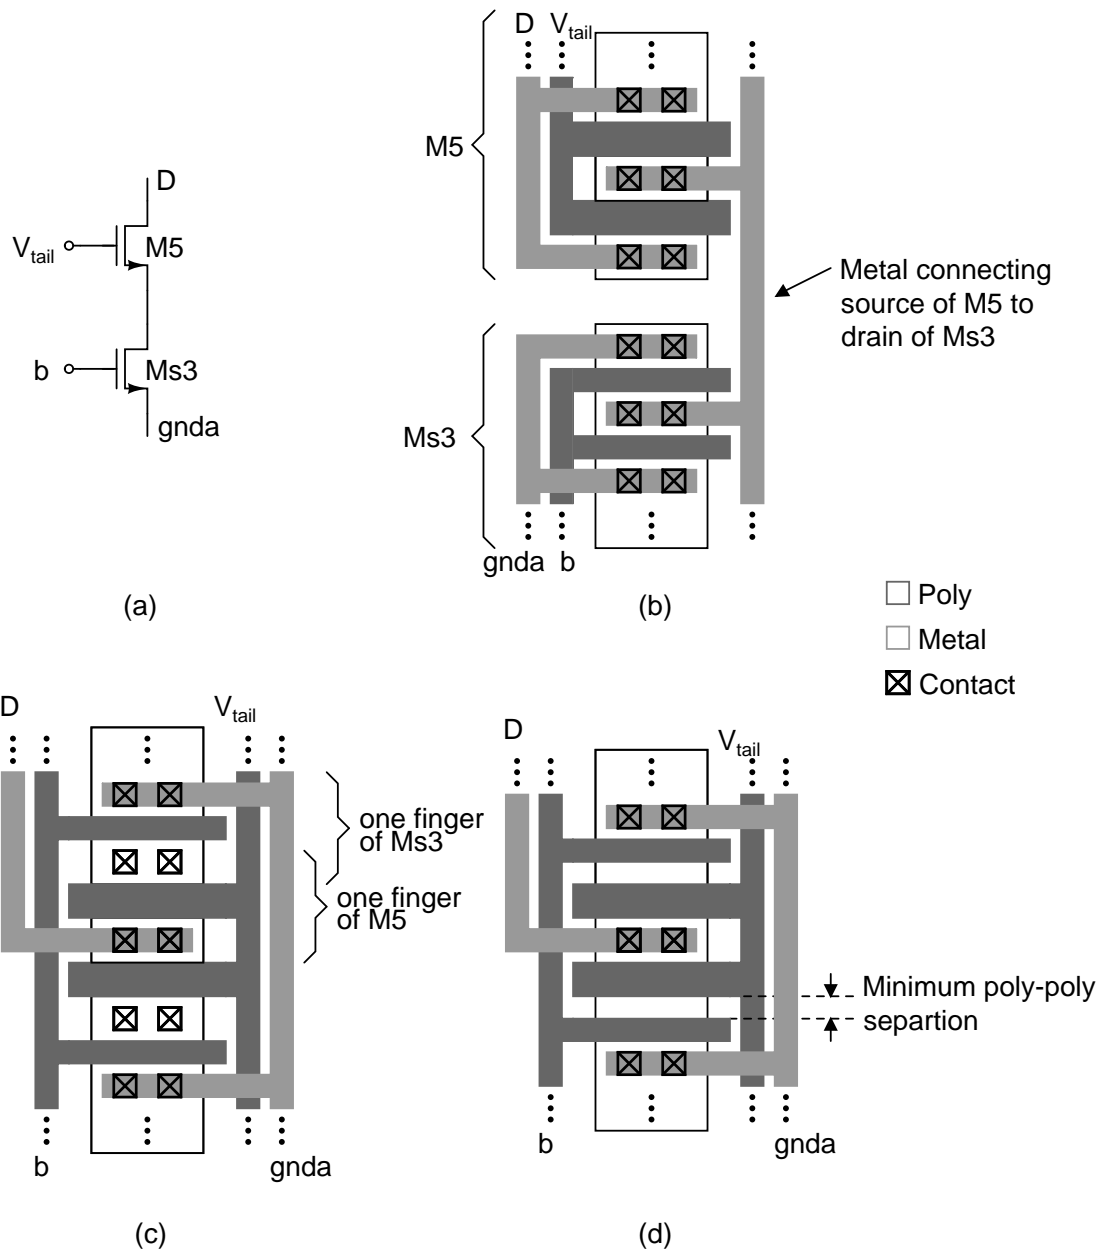 D
V_tail
M5
b
Ms3
gnda
(a)
D V_tail
M5
Ms3
Metal connecting
source of M5 to
drain of Ms3
gnda b
(b)
Poly
Metal
Contact
D
V_tail
one finger
of Ms3
one finger
of M5
b
gnda
(c)
D
V_tail
Minimum poly-poly
separtion
b
gnda
(d)